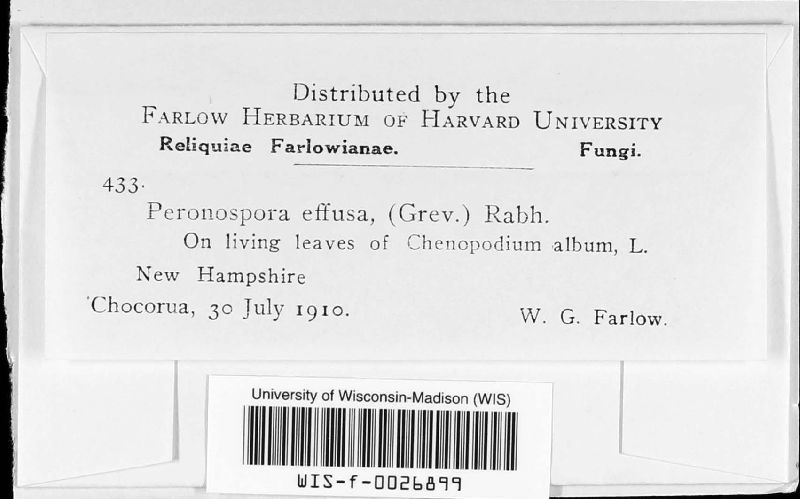 Distributed by the
FARLOW HERBARIUM OF HARVARD UNIVERSITY
Reliquiae Farlowianae. Fungi.
433.
Peronospora effusa, (Grev.) Rabh.
On living leaves of Chenopodium album, L.
New Hampshire
Chocorua, 30 July 1910. W. G. Farlow.
University of Wisconsin-Madison (WIS)
WIS-f-0026899